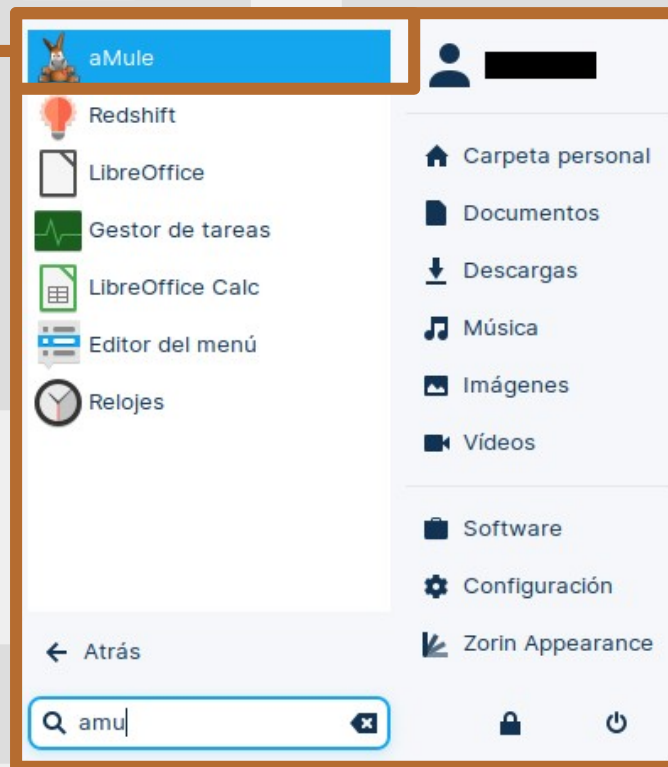 aMule
Redshift
LibreOffice
Gestor de tareas
LibreOffice Calc
Editor del menú
Relojes
Atrás
amu
Carpeta personal
Documentos
Descargas
Música
Imágenes
Vídeos
Software
Configuración
Zorin Appearance